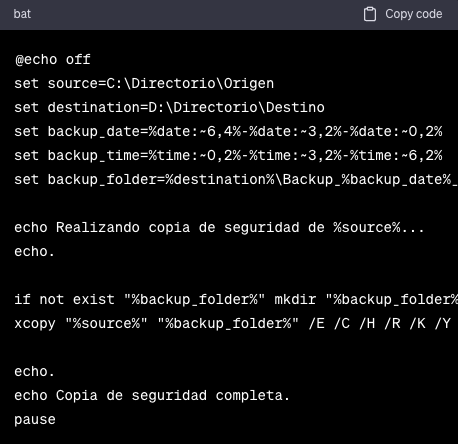 bat
Copy code
@echo off
set source=C:\Directorio\Origen
set destination=D:\Directorio\Destino
set backup_date=%date:~6,4%-%date:~3,2%-%date:~0,2%
set backup_time=%time:~0,2%-%time:~3,2%-%time:~6,2%
set backup_folder=%destination%\Backup_%backup_date%_
echo Realizando copia de seguridad de %source%...
echo.
if not exist "%backup_folder%" mkdir "%backup_folder%
xcopy "%source%" "%backup_folder%" /E /C /H /R /K /Y
echo.
echo Copia de seguridad completa.
pause